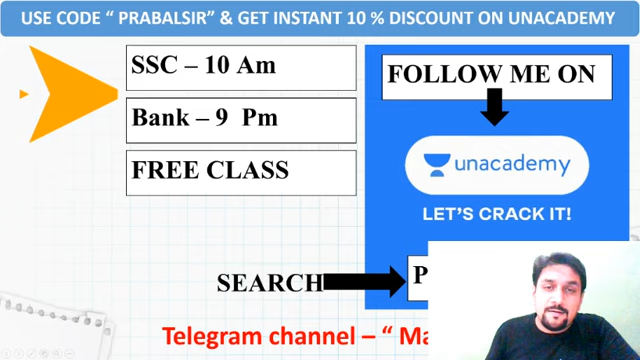 USE CODE “ PRABALSIR” & GET INSTANT 10 % DISCOUNT ON UNACADEMY
SSC – 10 Am
Bank – 9 Pm
FREE CLASS
FOLLOW ME ON
unacademy
LET'S CRACK IT!
SEARCH
Telegram channel – “